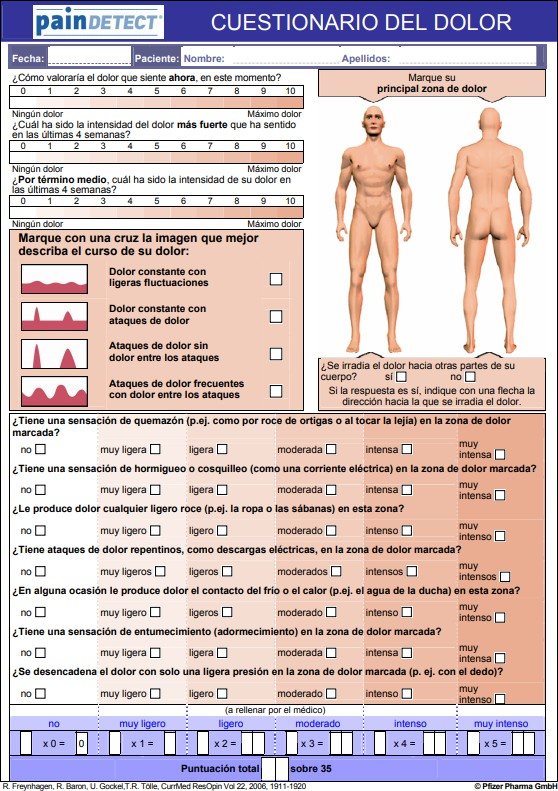 painDETECT®
CUESTIONARIO DEL DOLOR
Fecha: Paciente: Nombre: Apellidos:
¿Cómo valoraría el dolor que siente ahora, en este momento?
0 1 2 3 4 5 6 7 8 9 10
Ningún dolor Máximo dolor
¿Cuál ha sido la intensidad del dolor más fuerte que ha sentido
en las últimas 4 semanas?
0 1 2 3 4 5 6 7 8 9 10
Ningún dolor Máximo dolor
¿Por término medio, cuál ha sido la intensidad de su dolor en
las últimas 4 semanas?
0 1 2 3 4 5 6 7 8 9 10
Ningún dolor Máximo dolor
Marque su
principal zona de dolor
Marque con una cruz la imagen que mejor
describa el curso de su dolor:
Dolor constante con
ligeras fluctuaciones
Dolor constante con
ataques de dolor
Ataques de dolor sin
dolor entre los ataques
Ataques de dolor frecuentes
con dolor entre los ataques
¿Se irradia el dolor hacia otras partes de su
cuerpo? sí no
Si la respuesta es sí, indique con una flecha la
dirección hacia la que se irradia el dolor.
¿Tiene una sensación de quemazón (p.ej. como por roce de ortigas o al tocar la lejía) en la zona de dolor
marcada?
no muy ligera ligera moderada intensa muy
intensa
¿Tiene una sensación de hormigueo o cosquilleo (como una corriente eléctrica) en la zona de dolor marcada?
no muy ligera ligera moderada intensa muy
intensa
¿Le produce dolor cualquier ligero roce (p.ej. la ropa o las sábanas) en esta zona?
no muy ligero ligero moderado intenso muy
intenso
¿Tiene ataques de dolor repentinos, como descargas eléctricas, en la zona de dolor marcada?
no muy ligeros ligeros moderados intensos muy
intensos
¿En alguna ocasión le produce dolor el contacto del frío o el calor (p.ej. el agua de la ducha) en esta zona?
no muy ligero ligero moderado intenso muy
intenso
¿Tiene una sensación de entumecimiento (adormecimiento) en la zona de dolor marcada?
no muy ligera ligera moderada intensa muy
intensa
¿Se desencadena el dolor con solo una ligera presión en la zona de dolor marcada (p. ej. con el dedo)?
no muy ligero ligero moderado intenso muy
intenso
(a rellenar por el médico)
no muy ligero ligero moderado intenso muy intenso
x 0 = 0 x 1 = x 2 = x 3 = x 4 = x 5 =
Puntuación total sobre 35
R. Freynhagen, R. Baron, U. Gockel,T.R. Tölle, CurrMed ResOpin Vol 22, 2006, 1911-1920 © Pfizer Pharma GmbH